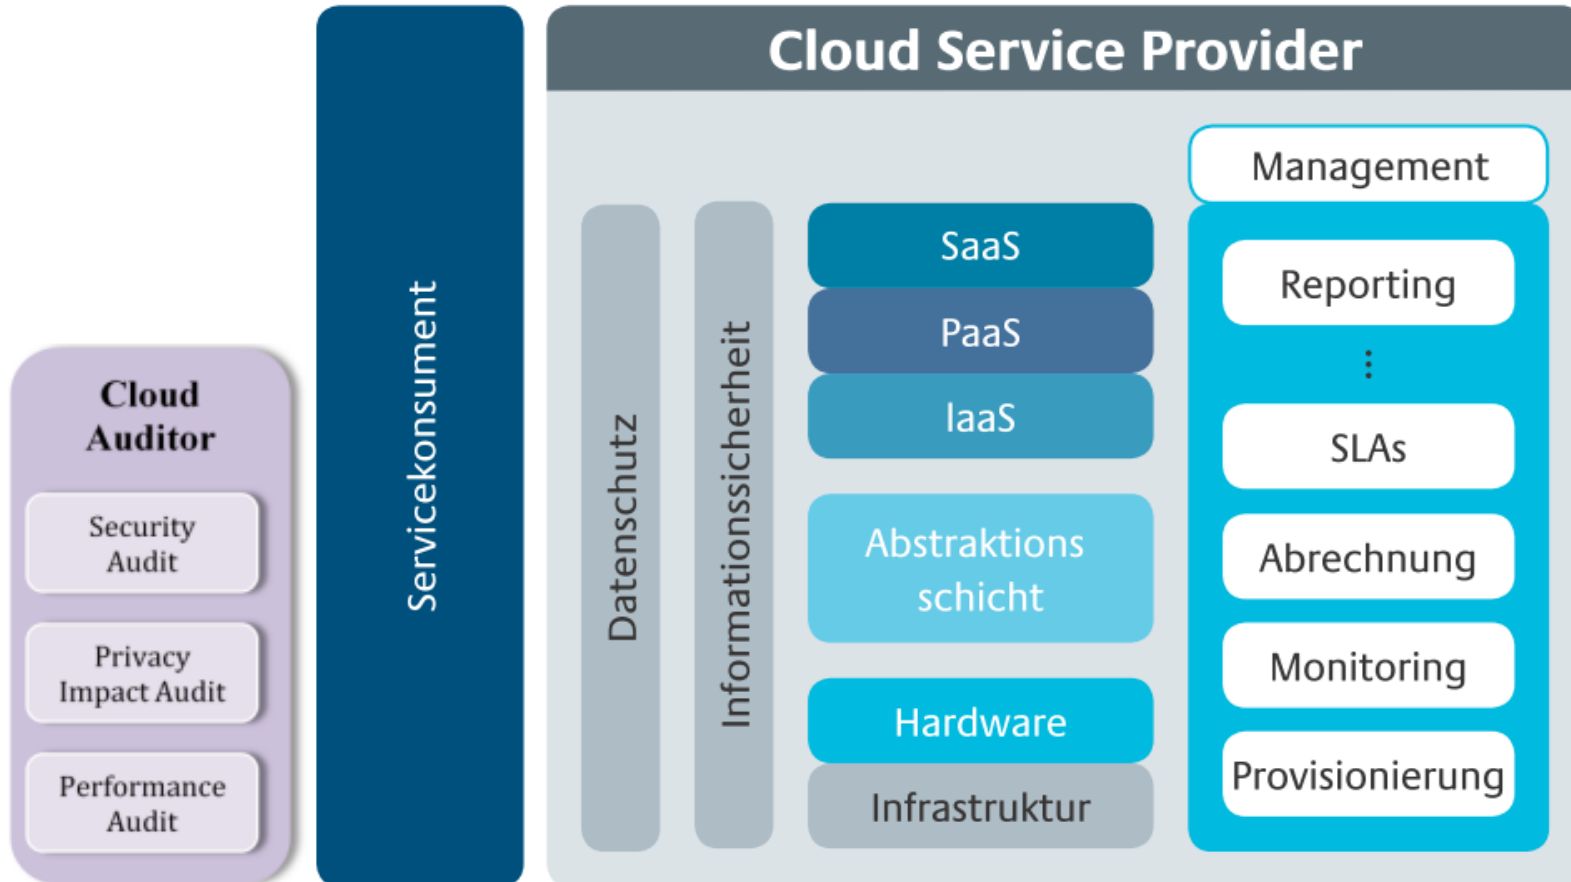 Cloud
Auditor
Security
Audit
Privacy
Impact Audit
Performance
Audit
Servicekonsument
Cloud Service Provider
Datenschutz
Informationssicherheit
SaaS
PaaS
IaaS
Abstraktions
schicht
Hardware
Infrastruktur
Management
Reporting
⋮
SLAs
Abrechnung
Monitoring
Provisionierung